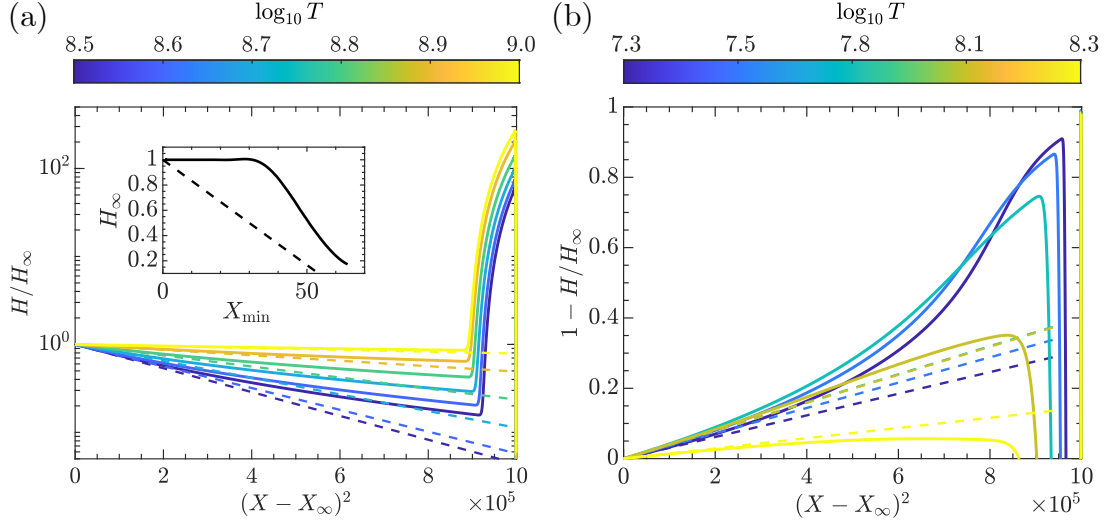 (a)
log₁₀ T
8.5 8.6 8.7 8.8 8.9 9.0
10²
10⁰
H/H∞
1
0.8
0.6
0.4
0.2
H∞
0 50
X_min
0 2 4 6 8 10
(X − X∞)² ×10⁵
(b)
log₁₀ T
7.3 7.5 7.8 8.1 8.3
1
0.8
0.6
0.4
0.2
0
1 − H/H∞
0 2 4 6 8 10
(X − X∞)² ×10⁵